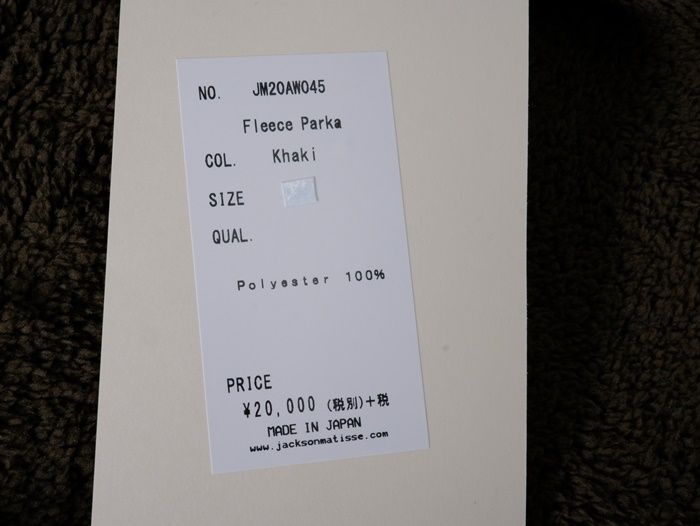 NO. JM20AW045
Fleece Parka
COL. Khaki
SIZE
QUAL.
Polyester 100%
PRICE
¥20,000 (税別)+税
MADE IN JAPAN
www.jacksonmatisse.com